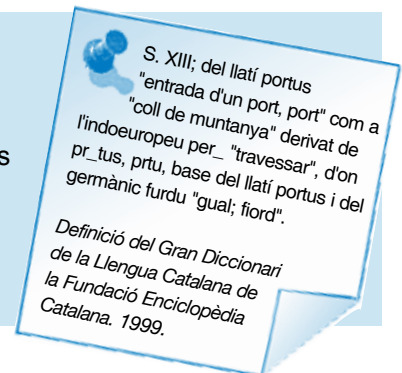 S. XIII; del llatí portus
"entrada d'un port, port" com a
"coll de muntanya" derivat de
l'indoeuropeu per_ "travessar", d'on
pr_tus, prtu, base del llatí portus i del
germànic furdu "gual; fiord".
Definició del Gran Diccionari
de la Llengua Catalana de
la Fundació Enciclopèdia
Catalana. 1999.
s